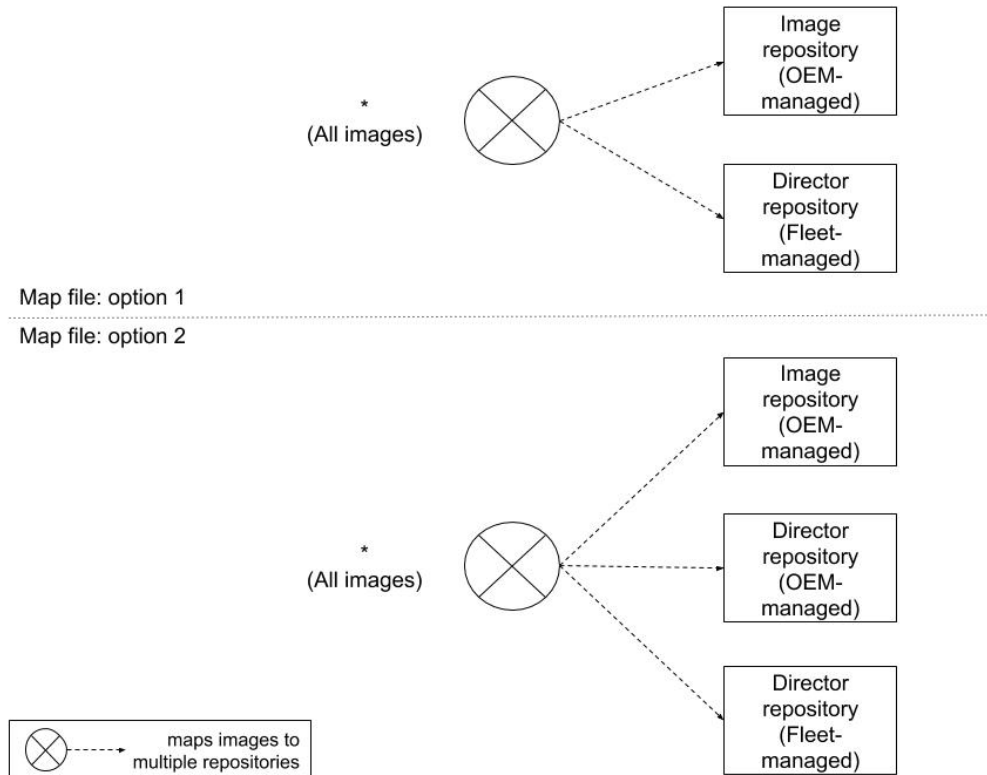 Image
repository
(OEM-
managed)
*
(All images)
Director
repository
(Fleet-
managed)
Map file: option 1
Map file: option 2
Image
repository
(OEM-
managed)
*
(All images)
Director
repository
(OEM-
managed)
Director
repository
(Fleet-
managed)
maps images to
multiple repositories